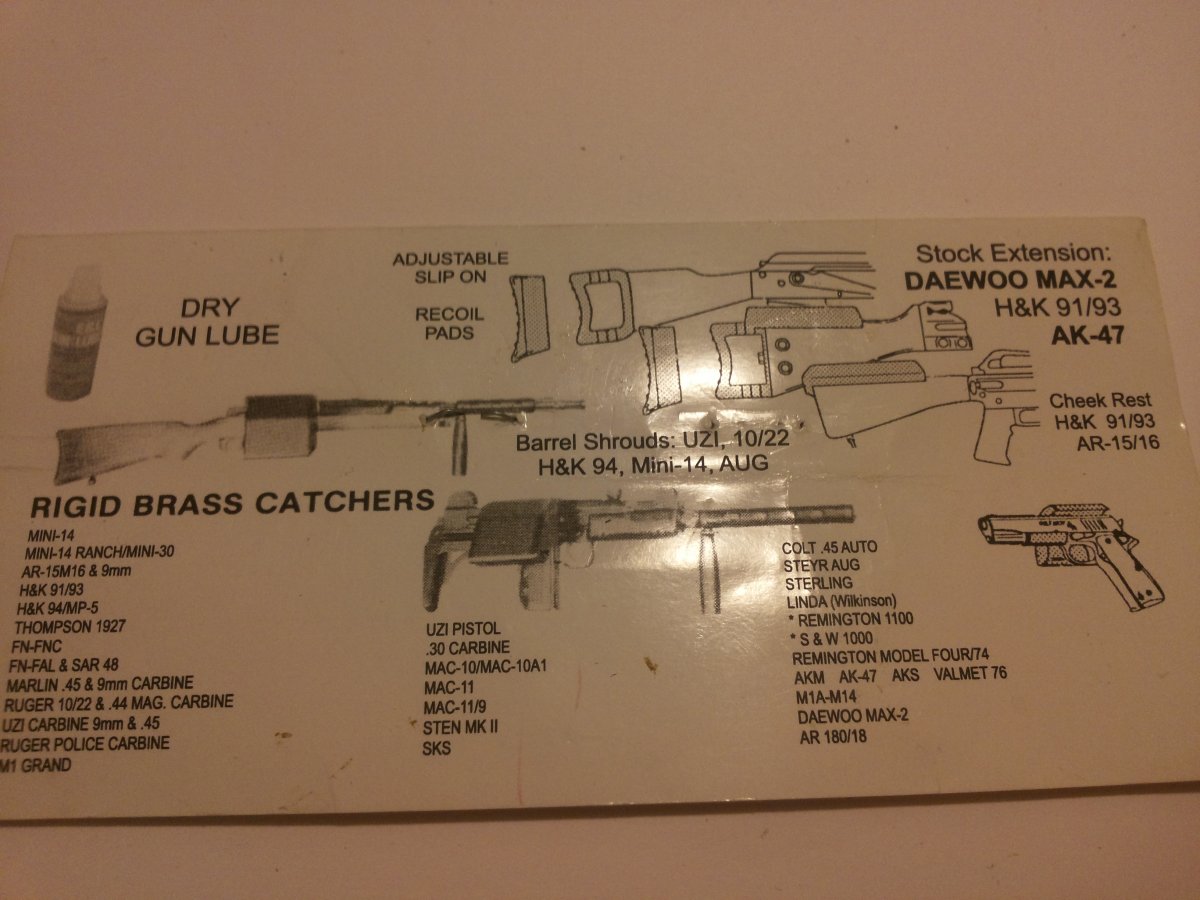 DRY
GUN LUBE
ADJUSTABLE
SLIP ON
RECOIL
PADS
Stock Extension:
DAEWOO MAX-2
H&K 91/93
AK-47
Cheek Rest
H&K 91/93
AR-15/16
Barrel Shrouds: UZI, 10/22
H&K 94, Mini-14, AUG
RIGID BRASS CATCHERS
MINI-14
MINI-14 RANCH/MINI-30
AR-15M16 & 9mm
H&K 91/93
H&K 94/MP-5
THOMPSON 1927
FN-FNC
FN-FAL & SAR 48
MARLIN .45 & 9mm CARBINE
RUGER 10/22 & .44 MAG. CARBINE
UZI CARBINE 9mm & .45
RUGER POLICE CARBINE
M1 GRAND
UZI PISTOL
.30 CARBINE
MAC-10/MAC-10A1
MAC-11
MAC-11/9
STEN MK II
SKS
COLT .45 AUTO
STEYR AUG
STERLING
LINDA (Wilkinson)
* REMINGTON 1100
* S & W 1000
REMINGTON MODEL FOUR/74
AKM AK-47 AKS VALMET 76
M1A-M14
DAEWOO MAX-2
AR 180/18